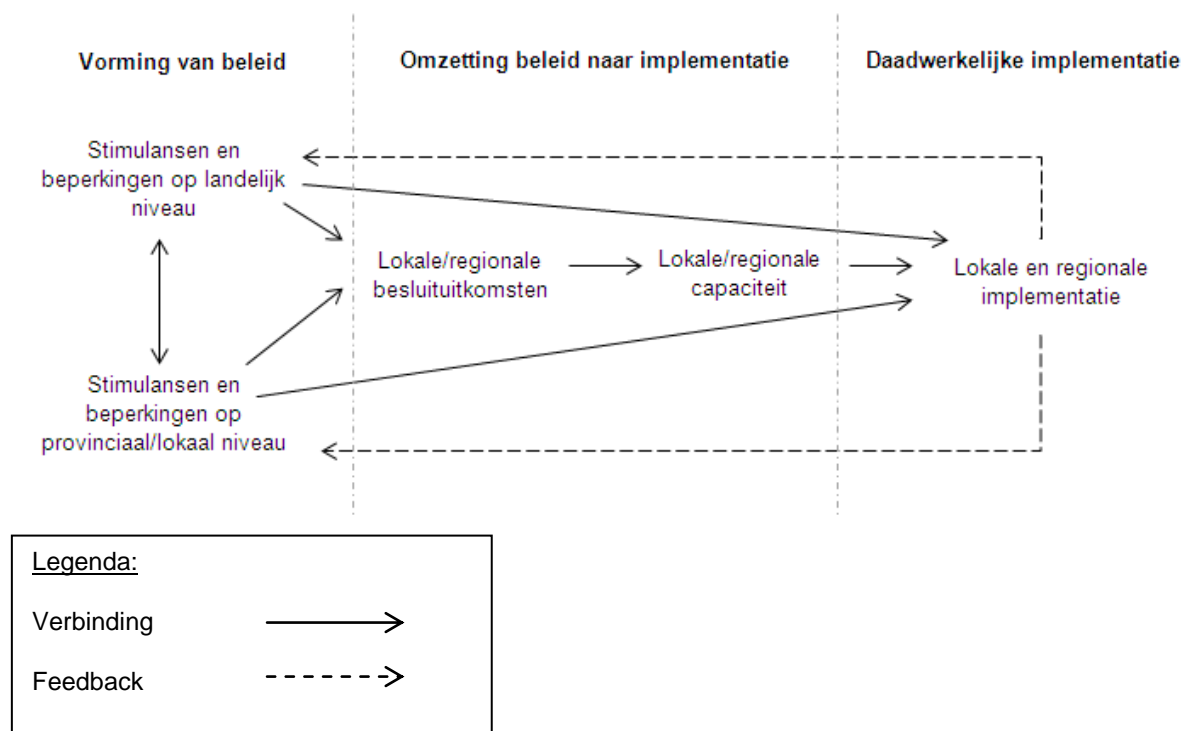 Vorming van beleid
Omzetting beleid naar implementatie
Daadwerkelijke implementatie
Stimulansen en
beperkingen op landelijk
niveau
Lokale/regionale
besluituitkomsten
Lokale/regionale
capaciteit
Lokale en regionale
implementatie
Stimulansen en
beperkingen op
provinciaal/lokaal niveau
Legenda:
Verbinding
Feedback